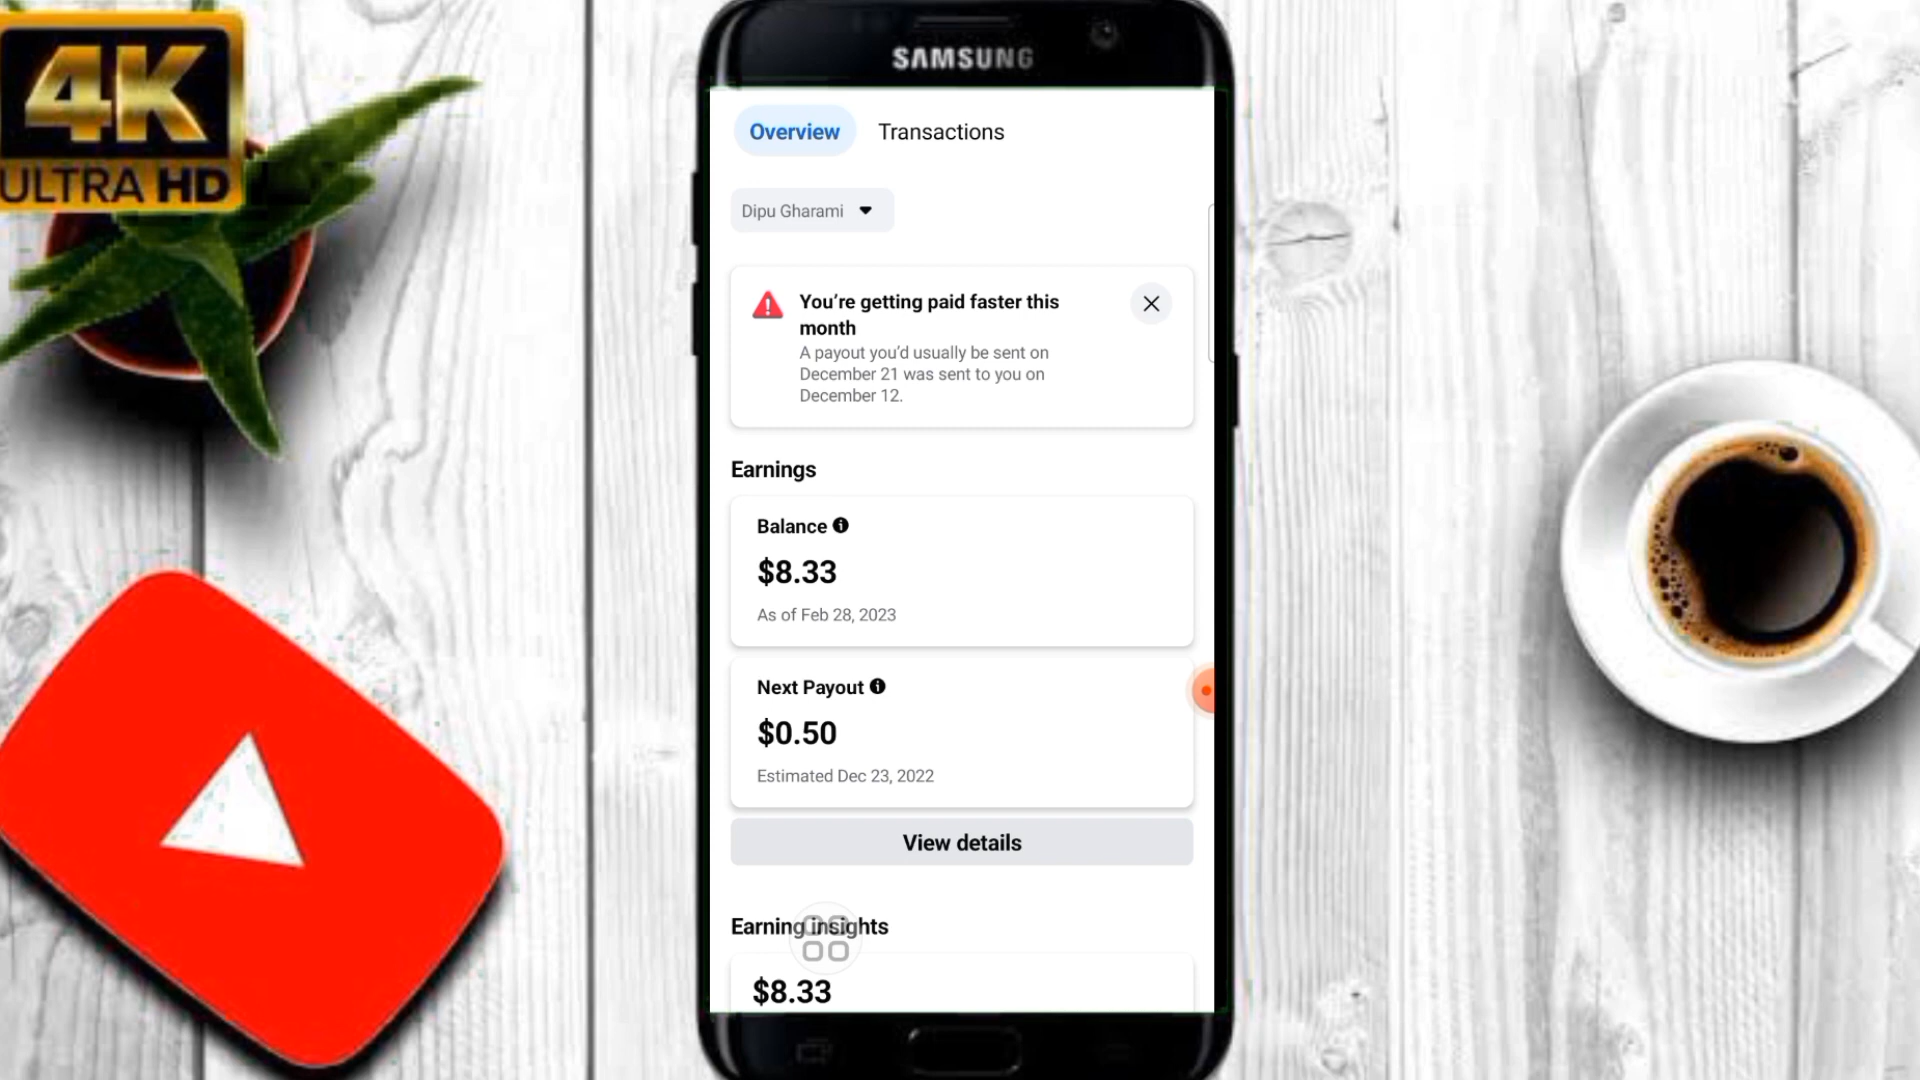 4K
ULTRA HD
SAMSUNG
Overview Transactions
Dipu Gharami
You’re getting paid faster this
month
A payout you’d usually be sent on
December 21 was sent to you on
December 12.
Earnings
Balance
$8.33
As of Feb 28, 2023
Next Payout
$0.50
Estimated Dec 23, 2022
View details
Earning insights
$8.33